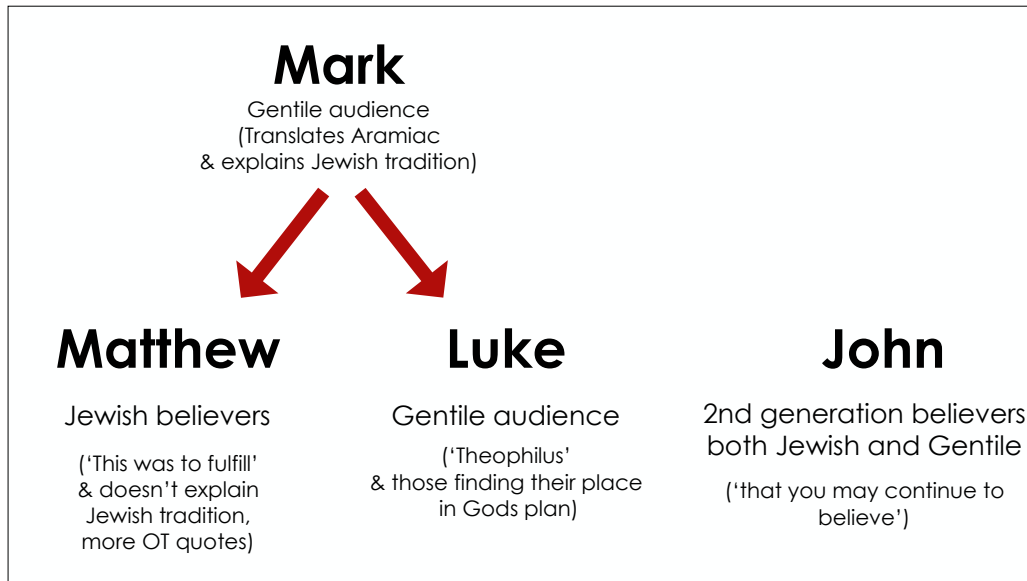 Mark
Gentile audience
(Translates Aramiac
& explains Jewish tradition)
Matthew
Jewish believers
(‘This was to fulfill’
& doesn’t explain
Jewish tradition,
more OT quotes)
Luke
Gentile audience
(‘Theophilus’
& those finding their place
in Gods plan)
John
2nd generation believers
both Jewish and Gentile
(‘that you may continue to
believe’)